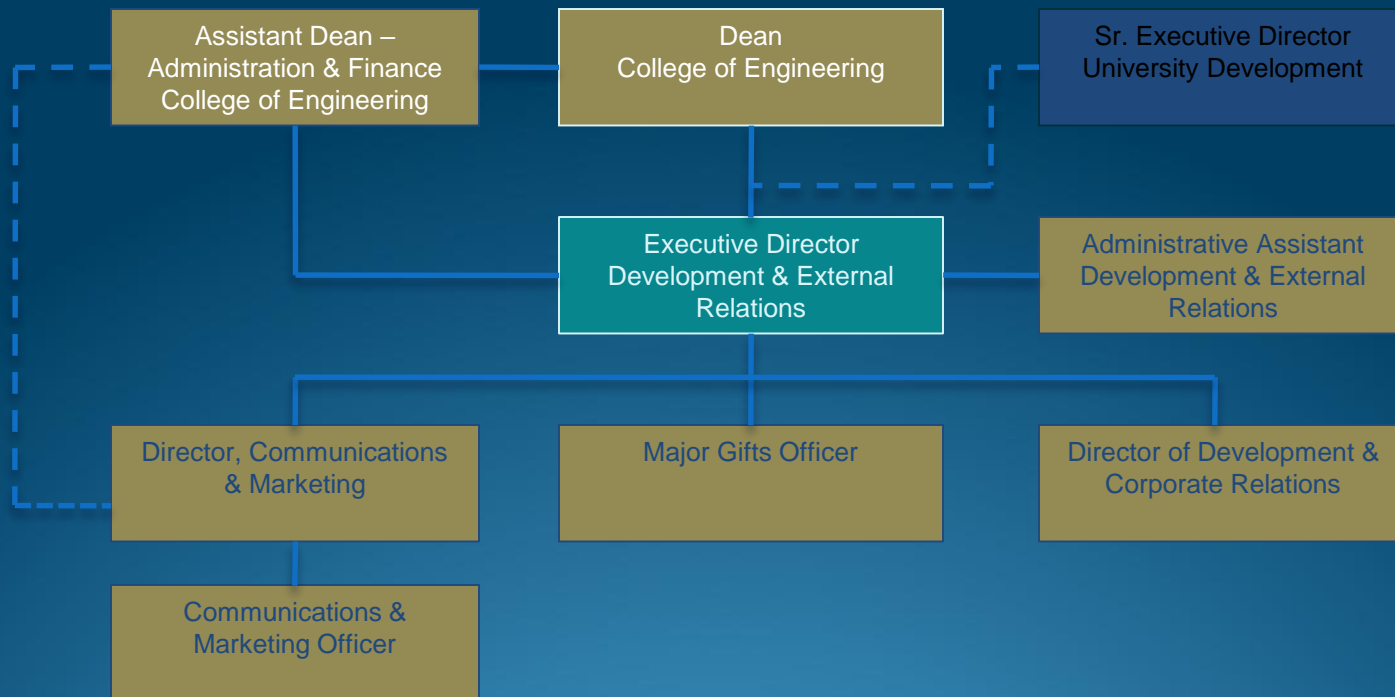 Assistant Dean –
Administration & Finance
College of Engineering
Dean
College of Engineering
Sr. Executive Director
University Development
Executive Director
Development & External
Relations
Administrative Assistant
Development & External
Relations
Director, Communications
& Marketing
Major Gifts Officer
Director of Development &
Corporate Relations
Communications &
Marketing Officer